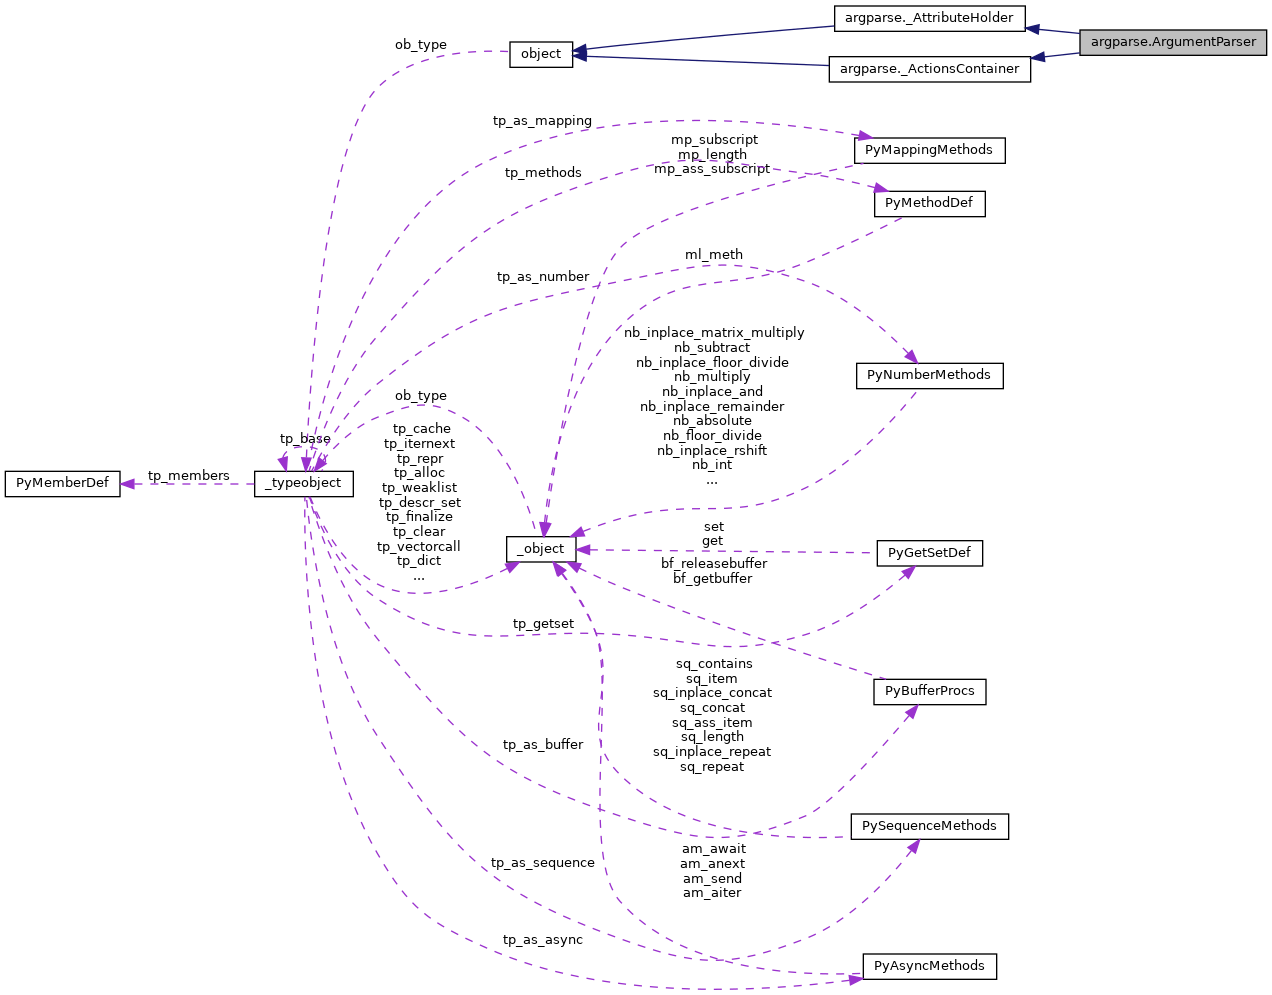 argparse._AttributeHolder
argparse.ArgumentParser
ob_type
object
argparse._ActionsContainer
tp_as_mapping
mp_subscript
mp_length
mp_ass_subscript
PyMappingMethods
tp_methods
PyMethodDef
ml_meth
tp_as_number
nb_inplace_matrix_multiply
nb_subtract
nb_inplace_floor_divide
nb_multiply
nb_inplace_and
nb_inplace_remainder
nb_absolute
nb_floor_divide
nb_inplace_rshift
nb_int
...
PyNumberMethods
ob_type
tp_cache
tp_iternext
tp_repr
tp_alloc
tp_weaklist
tp_descr_set
tp_finalize
tp_clear
tp_vectorcall
tp_dict
...
tp_base
PyMemberDef
tp_members
_typeobject
_object
set
get
PyGetSetDef
bf_releasebuffer
bf_getbuffer
tp_getset
PyBufferProcs
sq_contains
sq_item
sq_inplace_concat
sq_concat
sq_ass_item
sq_length
sq_inplace_repeat
sq_repeat
tp_as_buffer
PySequenceMethods
am_await
am_anext
am_send
am_aiter
tp_as_sequence
tp_as_async
PyAsyncMethods